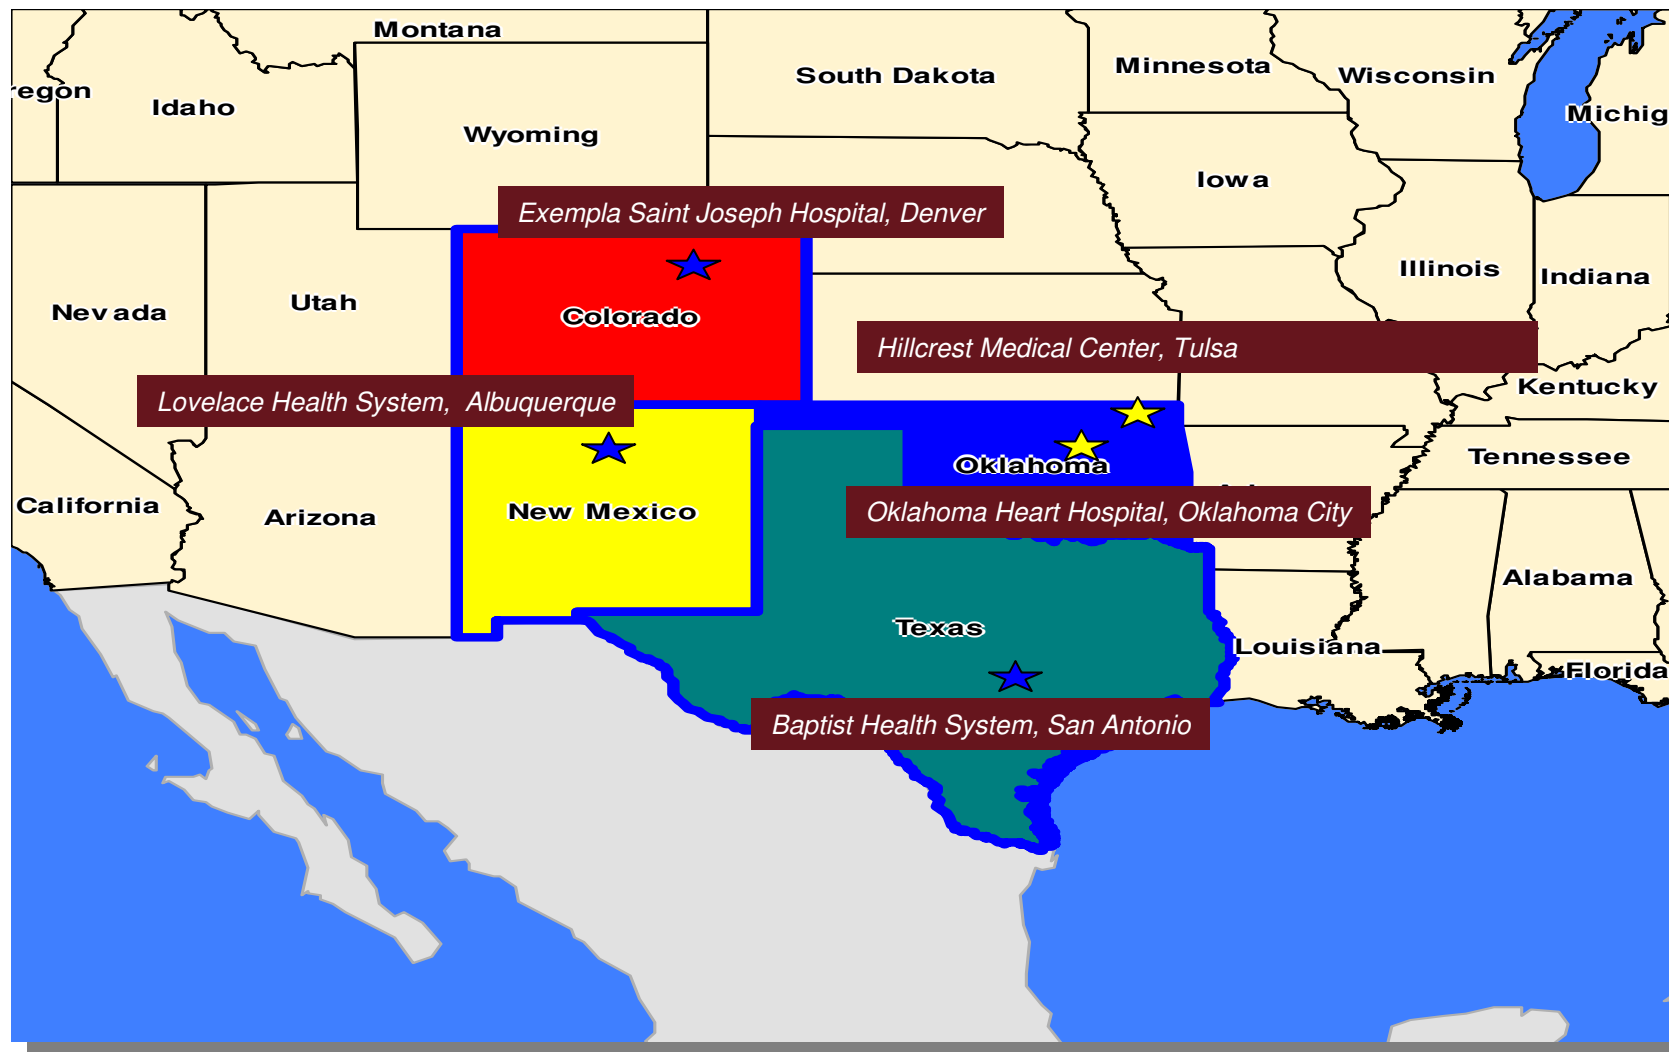 Montana
South Dakota
Minnesota
Wisconsin
regon
Idaho
Michig
Wyoming
Iowa
Exempla Saint Joseph Hospital, Denver
Illinois
Indiana
Nevada
Utah
Colorado
Hillcrest Medical Center, Tulsa
Kentucky
Lovelace Health System, Albuquerque
Oklahoma
Tennessee
California
Arizona
New Mexico
Oklahoma Heart Hospital, Oklahoma City
Alabama
Texas
Louisiana
Florida
Baptist Health System, San Antonio